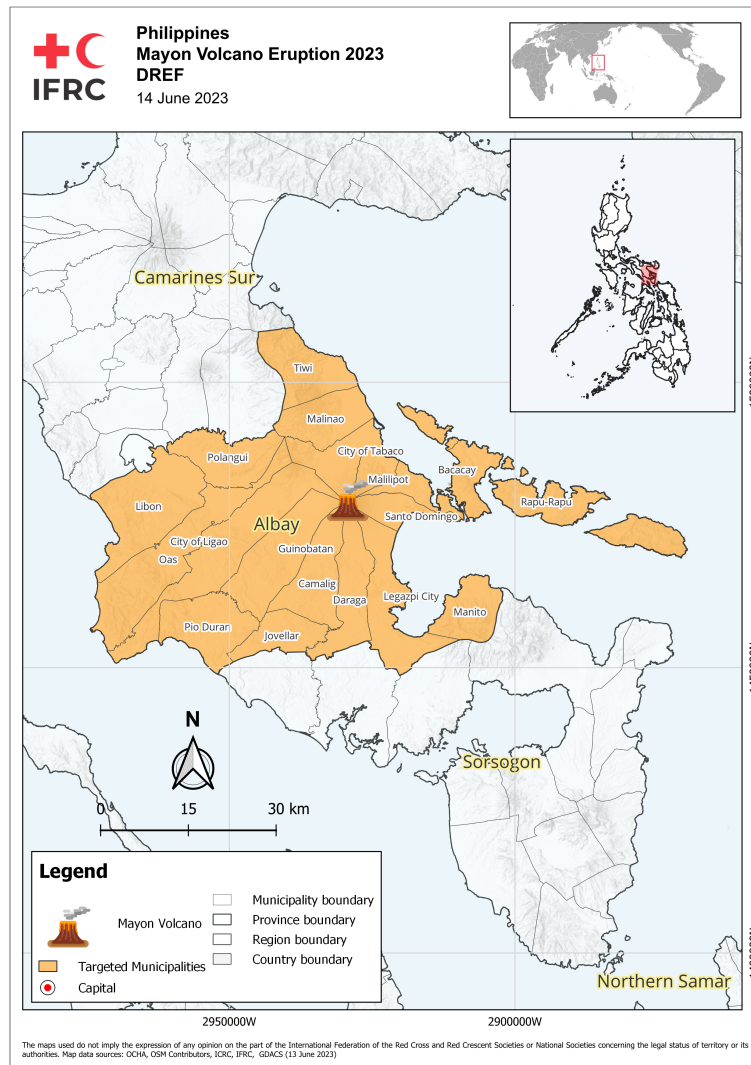 Philippines
Mayon Volcano Eruption 2023
DREF
14 June 2023
IFRC
Camarines Sur
Tiwi
Malinao
City of Tabaco
Polangui
Bacacay
Malilipot
Rapu-Rapu
Libon
Santo Domingo
Albay
City of Ligao
Guinobatan
Oas
Camalig
Legazpi City
Daraga
Manito
Pio Duran
Jovellar
N
Sorsogon
0 15 30 km
Legend
Mayon Volcano
Targeted Municipalities
Capital
Municipality boundary
Province boundary
Region boundary
Country boundary
Northern Samar
2950000W 2900000W
The maps used do not imply the expression of any opinion on the part of the International Federation of the Red Cross and Red Crescent Societies or National Societies concerning the legal status of territory or its
authorities. Map data sources: OCHA, OSM Contributors, ICRC, IFRC, GDACS (13 June 2023)